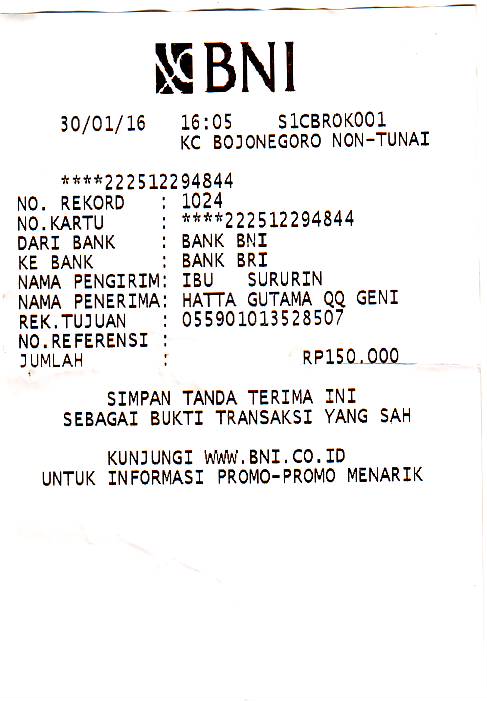 BNI
30/01/16 16:05 S1CBROK001
KC BOJONEGORO NON-TUNAI
****222512294844
NO. REKORD : 1024
NO.KARTU : ****222512294844
DARI BANK : BANK BNI
KE BANK : BANK BRI
NAMA PENGIRIM: IBU SURURIN
NAMA PENERIMA: HATTA GUTAMA QQ GENI
REK.TUJUAN : 055901013528507
NO.REFERENSI :
JUMLAH : RP150.000
SIMPAN TANDA TERIMA INI
SEBAGAI BUKTI TRANSAKSI YANG SAH
KUNJUNGI WWW.BNI.CO.ID
UNTUK INFORMASI PROMO-PROMO MENARIK